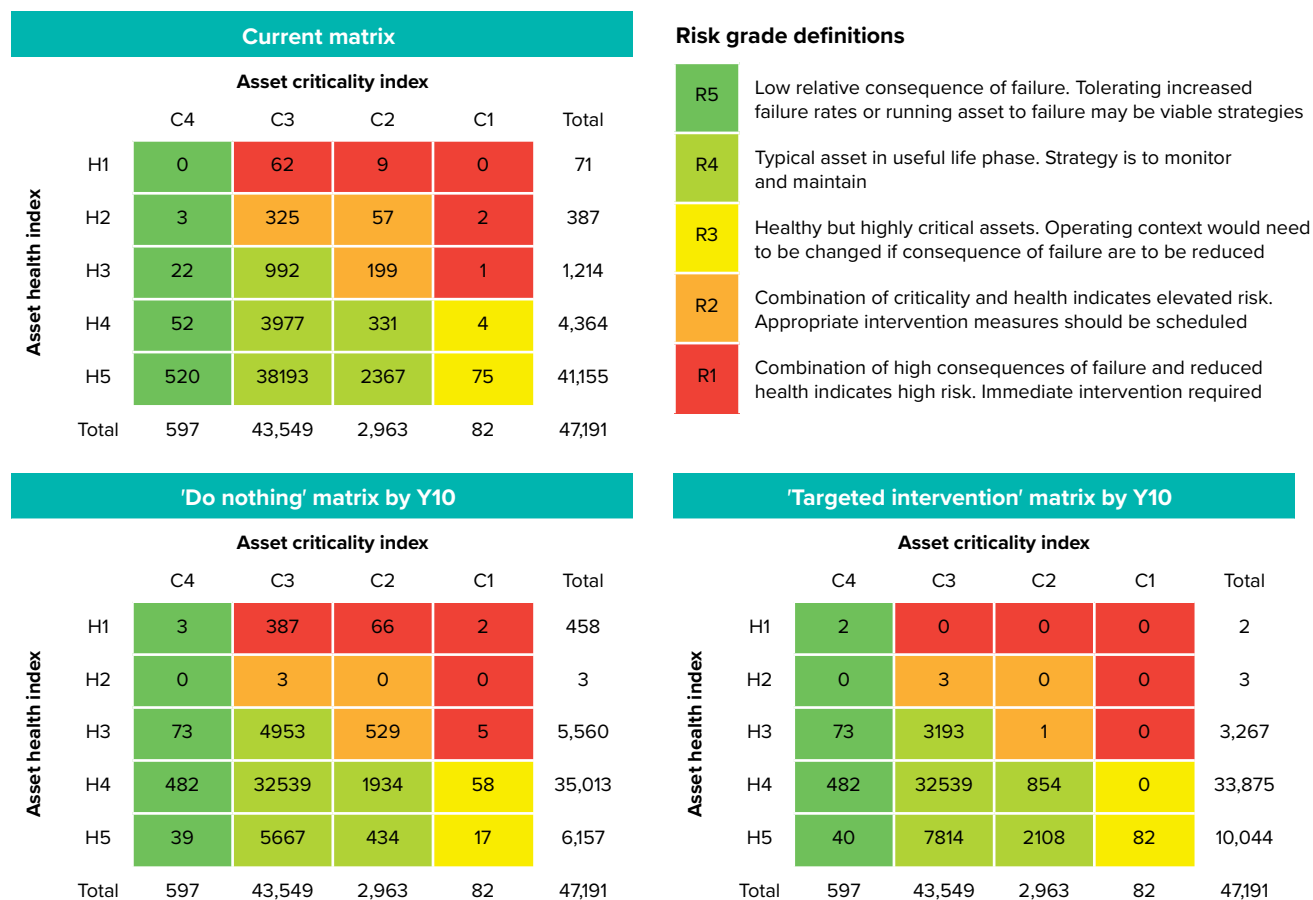 Current matrix
Asset criticality index
C4 C3 C2 C1 Total
Asset health index
H1 0 62 9 0 71
H2 3 325 57 2 387
H3 22 992 199 1 1,214
H4 52 3977 331 4 4,364
H5 520 38193 2367 75 41,155
Total 597 43,549 2,963 82 47,191
Risk grade definitions
R5 Low relative consequence of failure. Tolerating increased
failure rates or running asset to failure may be viable strategies
R4 Typical asset in useful life phase. Strategy is to monitor
and maintain
R3 Healthy but highly critical assets. Operating context would need
to be changed if consequence of failure are to be reduced
R2 Combination of criticality and health indicates elevated risk.
Appropriate intervention measures should be scheduled
R1 Combination of high consequences of failure and reduced
health indicates high risk. Immediate intervention required
'Do nothing' matrix by Y10
Asset criticality index
C4 C3 C2 C1 Total
Asset health index
H1 3 387 66 2 458
H2 0 3 0 0 3
H3 73 4953 529 5 5,560
H4 482 32539 1934 58 35,013
H5 39 5667 434 17 6,157
Total 597 43,549 2,963 82 47,191
'Targeted intervention' matrix by Y10
Asset criticality index
C4 C3 C2 C1 Total
Asset health index
H1 2 0 0 0 2
H2 0 3 0 0 3
H3 73 3193 1 0 3,267
H4 482 32539 854 0 33,875
H5 40 7814 2108 82 10,044
Total 597 43,549 2,963 82 47,191